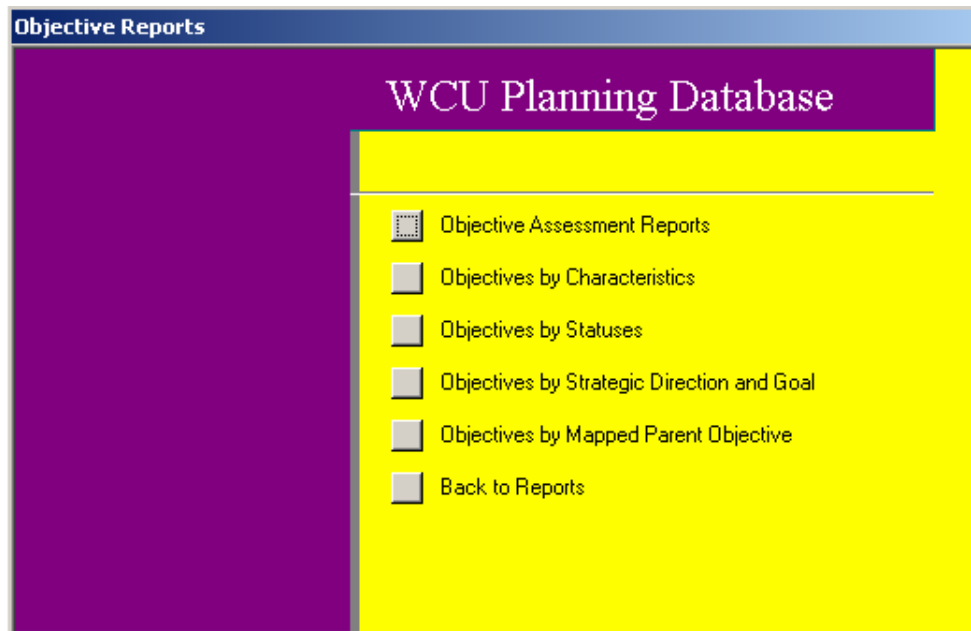 Objective Reports
WCU Planning Database
Objective Assessment Reports
Objectives by Characteristics
Objectives by Statuses
Objectives by Strategic Direction and Goal
Objectives by Mapped Parent Objective
Back to Reports